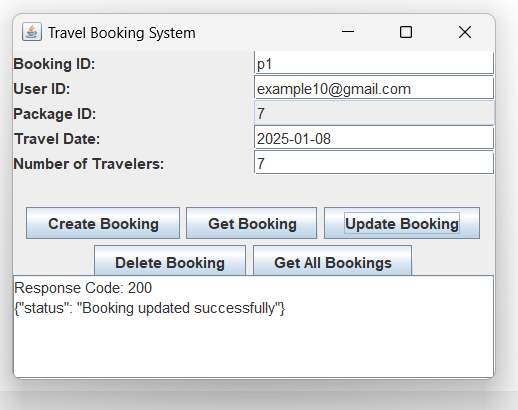 Travel Booking System
Booking ID: p1
User ID: example10@gmail.com
Package ID: 7
Travel Date: 2025-01-08
Number of Travelers: 7
Create Booking Get Booking Update Booking
Delete Booking Get All Bookings
Response Code: 200
{"status": "Booking updated successfully"}